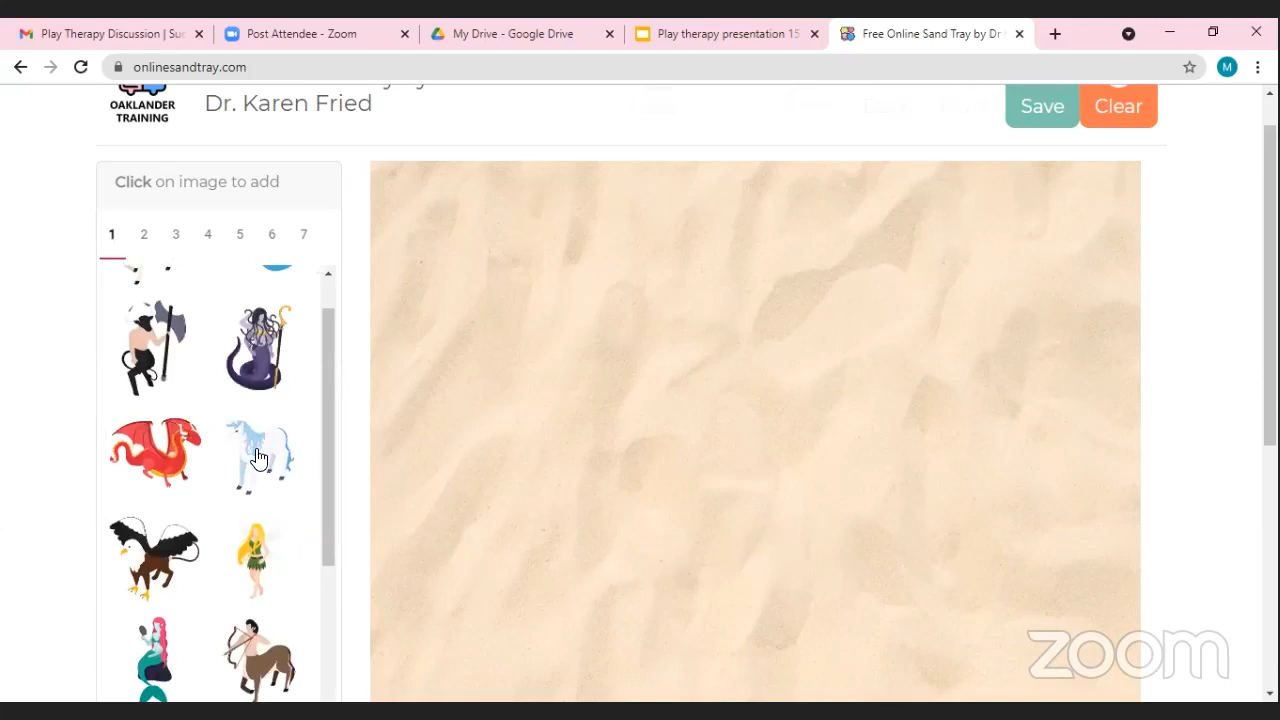 Play Therapy Discussion | Suc
Post Attendee - Zoom
My Drive - Google Drive
Play therapy presentation 15
Free Online Sand Tray by Dr
onlinesandtray.com
M
OAKLANDER
TRAINING
Dr. Karen Fried
Save
Clear
Click on image to add
1 2 3 4 5 6 7
zoom